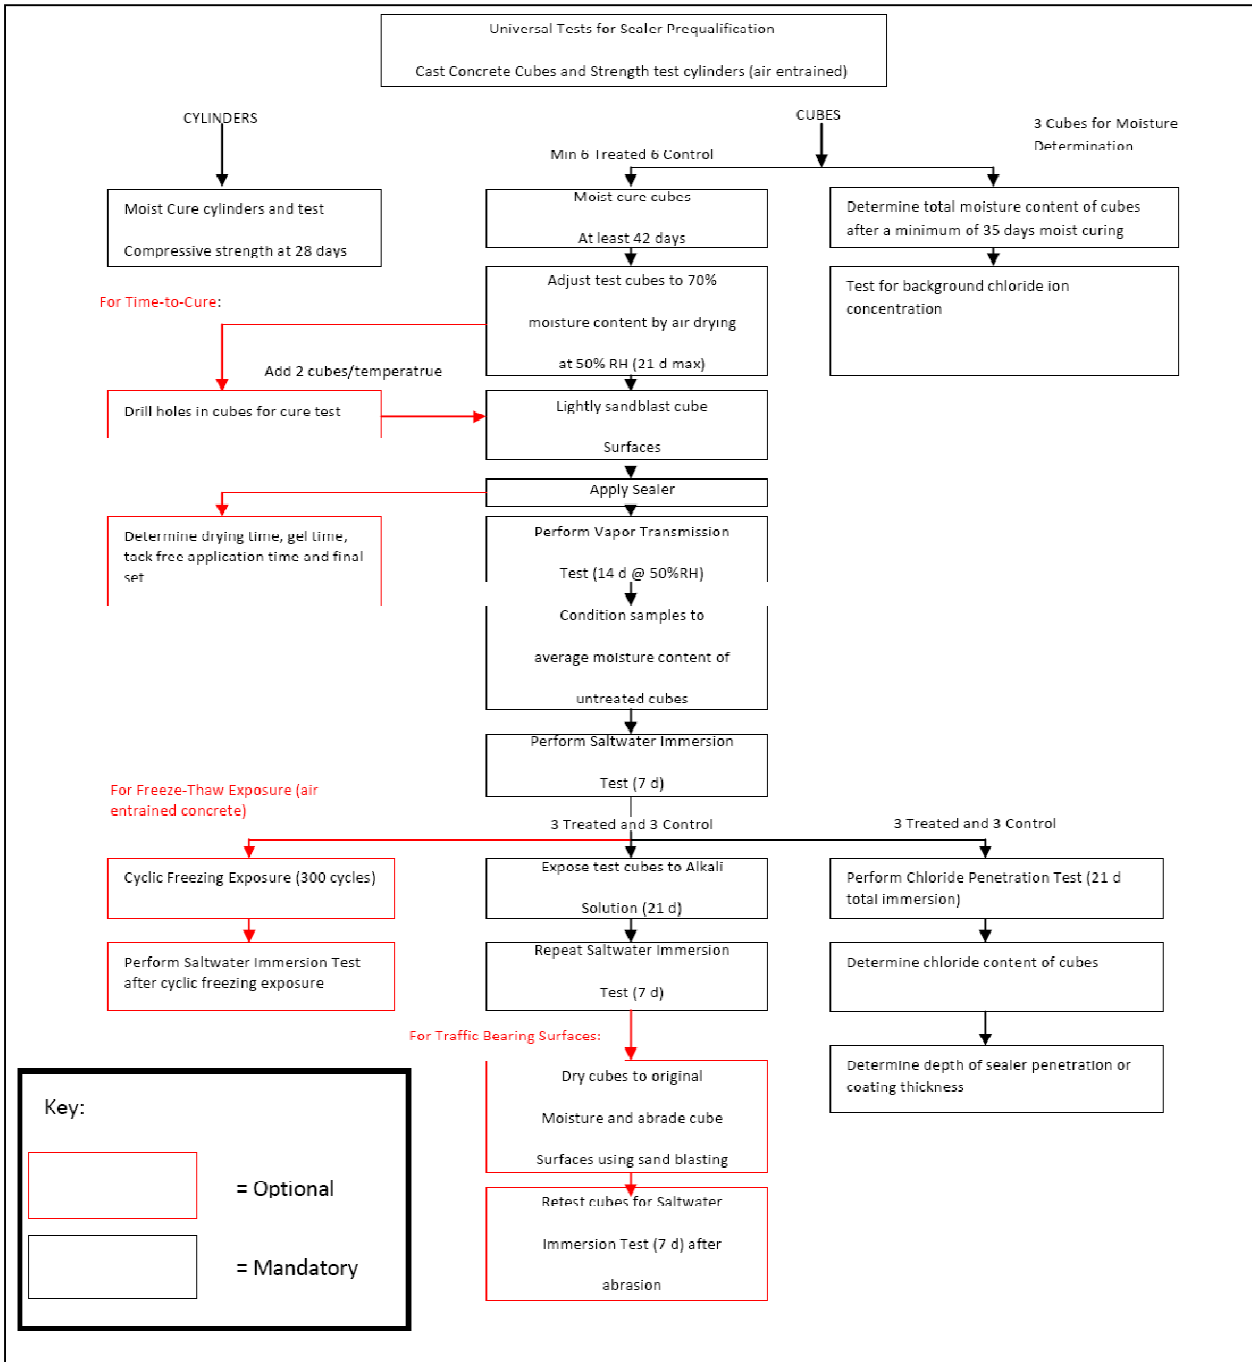 Universal Tests for Sealer Prequalification
Cast Concrete Cubes and Strength test cylinders (air entrained)
CYLINDERS
CUBES
3 Cubes for Moisture
Determination
Min 6 Treated 6 Control
Moist Cure cylinders and test
Compressive strength at 28 days
Moist cure cubes
At least 42 days
Determine total moisture content of cubes
after a minimum of 35 days moist curing
For Time-to-Cure:
Adjust test cubes to 70%
moisture content by air drying
at 50% RH (21 d max)
Test for background chloride ion
concentration
Add 2 cubes/temperatrue
Drill holes in cubes for cure test
Lightly sandblast cube
Surfaces
Apply Sealer
Determine drying time, gel time,
tack free application time and final
set
Perform Vapor Transmission
Test (14 d @ 50%RH)
Condition samples to
average moisture content of
untreated cubes
Perform Saltwater Immersion
Test (7 d)
For Freeze-Thaw Exposure (air
entrained concrete)
3 Treated and 3 Control
3 Treated and 3 Control
Cyclic Freezing Exposure (300 cycles)
Expose test cubes to Alkali
Solution (21 d)
Perform Chloride Penetration Test (21 d
total immersion)
Perform Saltwater Immersion Test
after cyclic freezing exposure
Repeat Saltwater Immersion
Test (7 d)
Determine chloride content of cubes
For Traffic Bearing Surfaces:
Dry cubes to original
Moisture and abrade cube
Surfaces using sand blasting
Determine depth of sealer penetration or
coating thickness
Retest cubes for Saltwater
Immersion Test (7 d) after
abrasion
Key:
= Optional
= Mandatory